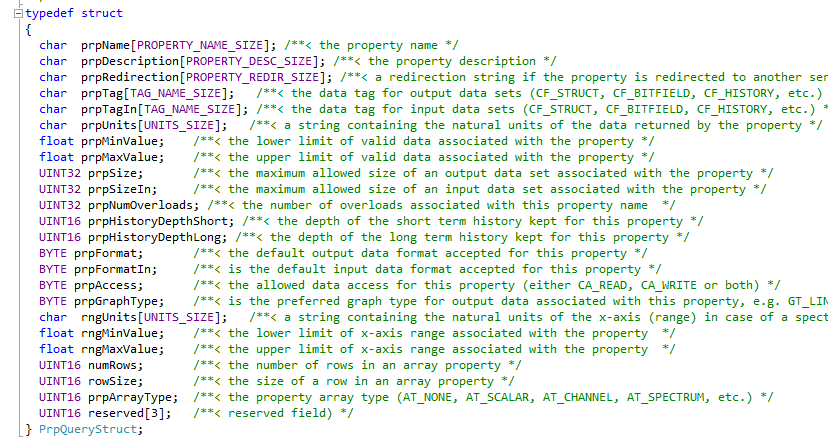 typedef struct
{
char prpName[PROPERTY_NAME_SIZE]; /**< the property name */
char prpDescription[PROPERTY_DESC_SIZE]; /**< the property description */
char prpRedirection[PROPERTY_REDIR_SIZE]; /**< a redirection string if the property is redirected to another ser
char prpTag[TAG_NAME_SIZE]; /**< the data tag for output data sets (CF_STRUCT, CF_BITFIELD, CF_HISTORY, etc.)
char prpTagIn[TAG_NAME_SIZE]; /**< the data tag for input data sets (CF_STRUCT, CF_BITFIELD, CF_HISTORY, etc.) *
char prpUnits[UNITS_SIZE]; /**< a string containing the natural units of the data returned by the property */
float prpMinValue; /**< the lower limit of valid data associated with the property */
float prpMaxValue; /**< the upper limit of valid data associated with the property */
UINT32 prpSize; /**< the maximum allowed size of an output data set associated with the property */
UINT32 prpSizeIn; /**< the maximum allowed size of an input data set associated with the property */
UINT32 prpNumOverloads; /**< the number of overloads associated with this property name */
UINT16 prpHistoryDepthShort; /**< the depth of the short term history kept for this property */
UINT16 prpHistoryDepthLong; /**< the depth of the long term history kept for this property */
BYTE prpFormat; /**< the default output data format accepted for this property */
BYTE prpFormatIn; /**< is the default input data format accepted for this property */
BYTE prpAccess; /**< the allowed data access for this property (either CA_READ, CA_WRITE or both) */
BYTE prpGraphType; /**< is the preferred graph type for output data associated with this property, e.g. GT_LIN
char rngUnits[UNITS_SIZE]; /**< a string containing the natural units of the x-axis (range) in case of a spect
float rngMinValue; /**< the lower limit of x-axis range associated with the property */
float rngMaxValue; /**< the upper limit of x-axis range associated with the property */
UINT16 numRows; /**< the number of rows in an array property */
UINT16 rowSize; /**< the size of a row in an array property */
UINT16 prpArrayType; /**< the property array type (AT_NONE, AT_SCALAR, AT_CHANNEL, AT_SPECTRUM, etc.) */
UINT16 reserved[3]; /**< reserved field) */
} PrpQueryStruct;